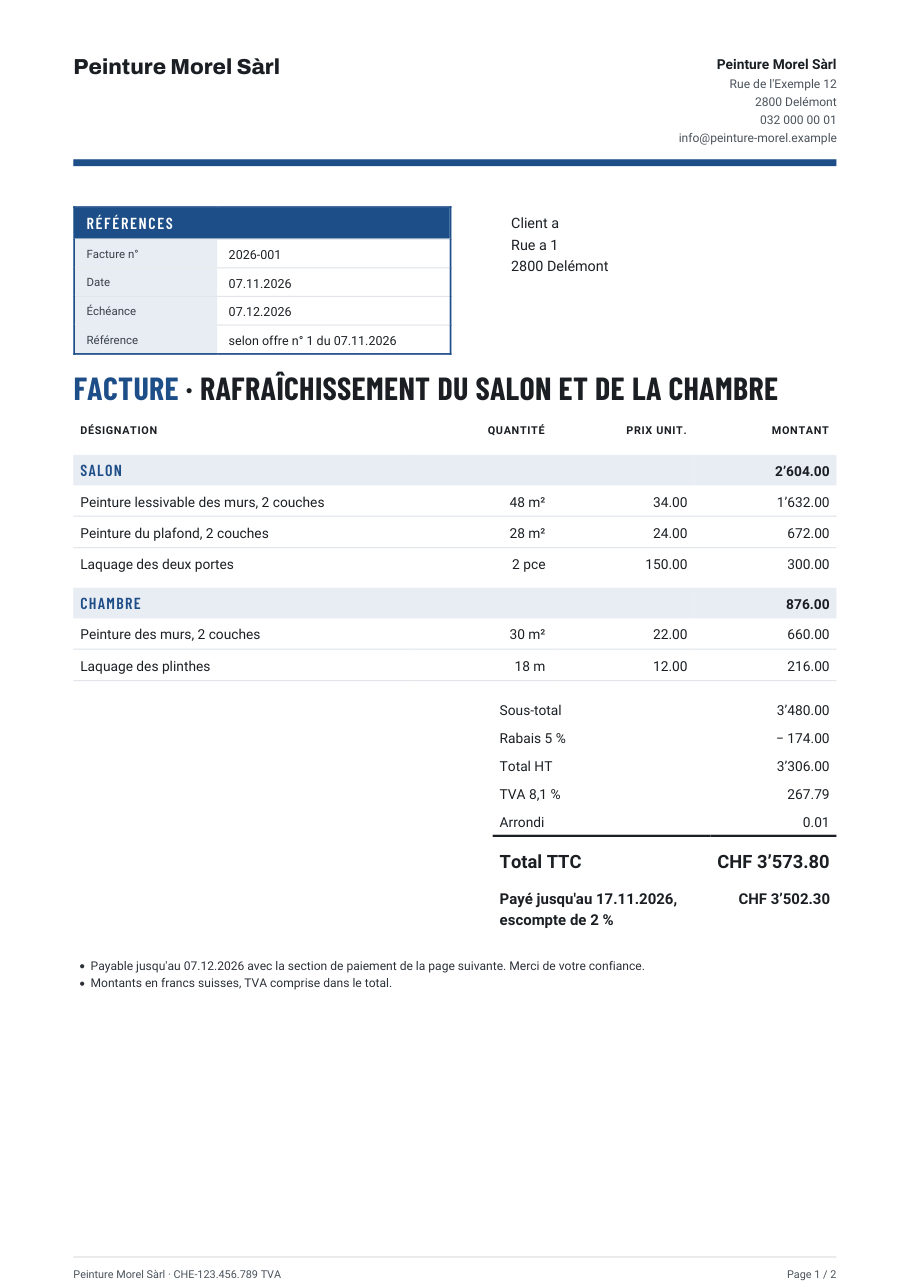 Peinture Morel Sàrl
Peinture Morel Sàrl
Rue de l'Exemple 12
2800 Delémont
032 000 00 01
info@peinture-morel.example
RÉFÉRENCES
Facture n° 2026-001
Date 07.11.2026
Échéance 07.12.2026
Référence selon offre n° 1 du 07.11.2026
Client a
Rue a 1
2800 Delémont
FACTURE · RAFRAÎCHISSEMENT DU SALON ET DE LA CHAMBRE
DÉSIGNATION QUANTITÉ PRIX UNIT. MONTANT
SALON 2’604.00
Peinture lessivable des murs, 2 couches 48 m² 34.00 1’632.00
Peinture du plafond, 2 couches 28 m² 24.00 672.00
Laquage des deux portes 2 pce 150.00 300.00
CHAMBRE 876.00
Peinture des murs, 2 couches 30 m² 22.00 660.00
Laquage des plinthes 18 m 12.00 216.00
Sous-total 3’480.00
Rabais 5 % − 174.00
Total HT 3’306.00
TVA 8,1 % 267.79
Arrondi 0.01
Total TTC CHF 3’573.80
Payé jusqu'au 17.11.2026, CHF 3’502.30
escompte de 2 %
• Payable jusqu'au 07.12.2026 avec la section de paiement de la page suivante. Merci de votre confiance.
• Montants en francs suisses, TVA comprise dans le total.
Peinture Morel Sàrl · CHE-123.456.789 TVA Page 1 / 2